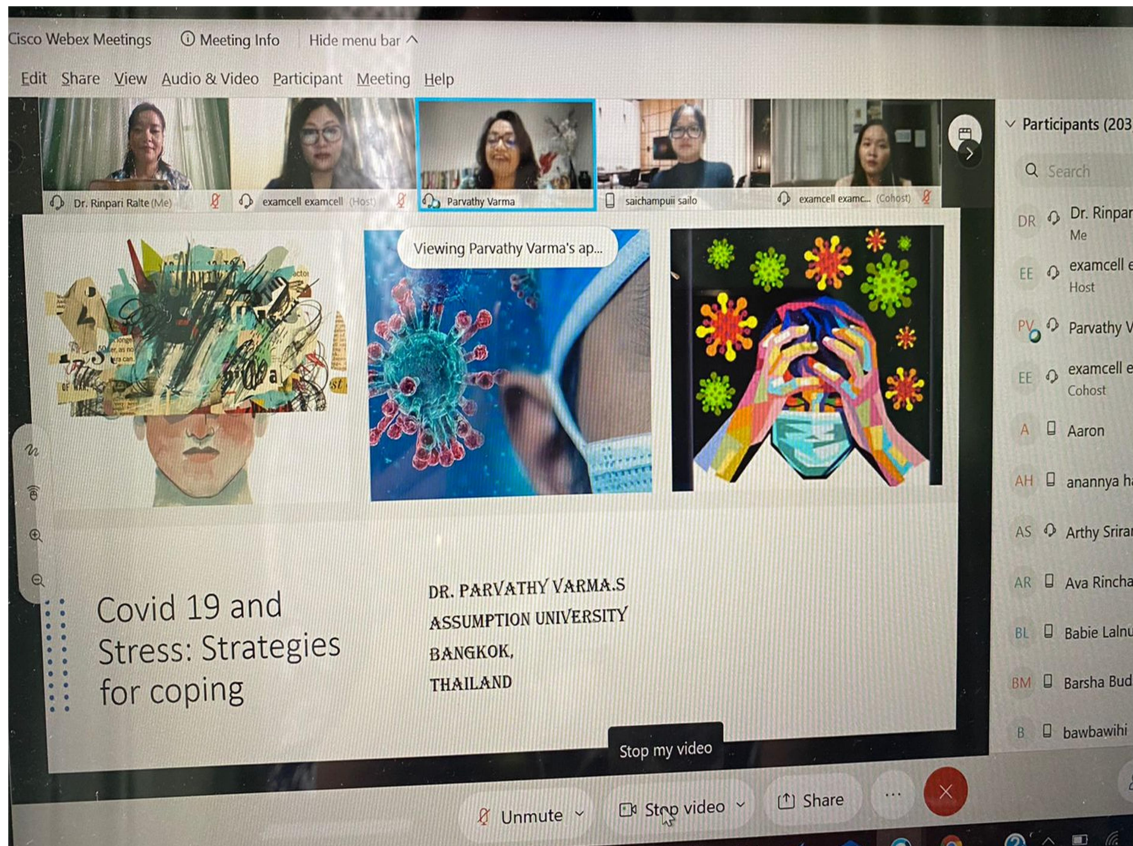 Cisco Webex Meetings Meeting Info Hide menu bar
Edit Share View Audio & Video Participant Meeting Help
Dr. Rinpari Ralte (Me)
examcell examcell (Host)
Parvathy Varma
saichampuii sailo
examcell examc... (Cohost)
Viewing Parvathy Varma's ap...
Covid 19 and
Stress: Strategies
for coping
DR. PARVATHY VARMA.S
ASSUMPTION UNIVERSITY
BANGKOK,
THAILAND
Stop my video
Unmute
Stop video
Share
Participants (203
Search
DR Dr. Rinpar
Me
EE examcell e
Host
PV Parvathy V
EE examcell e
Cohost
A Aaron
AH anannya ha
AS Arthy Srirar
AR Ava Rincha
BL Babie Lalnu
BM Barsha Bud
B bawbawihi